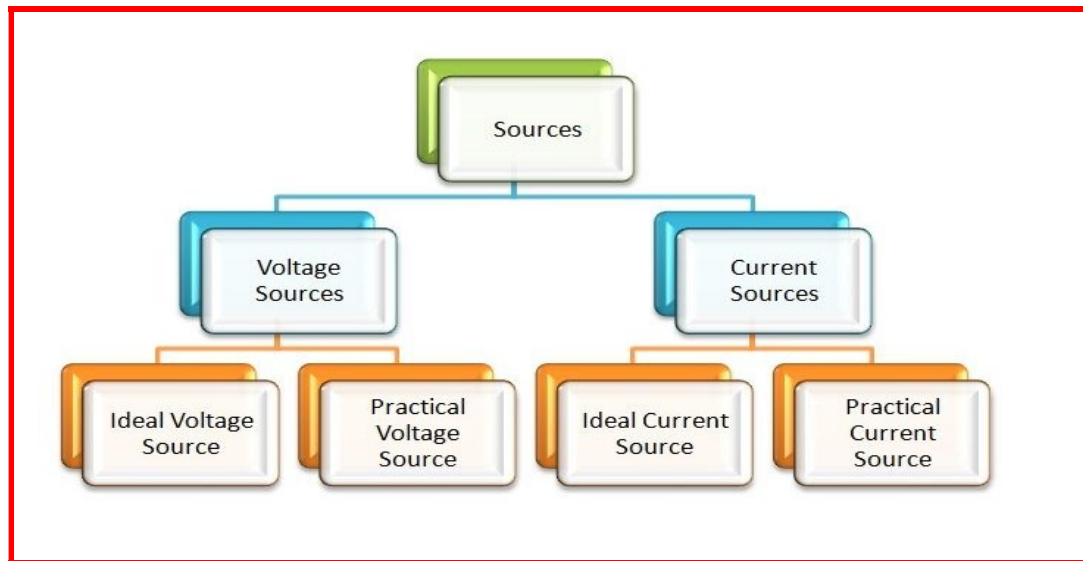 Sources
Voltage
Sources
Current
Sources
Ideal Voltage
Source
Practical
Voltage
Source
Ideal Current
Source
Practical
Current
Source